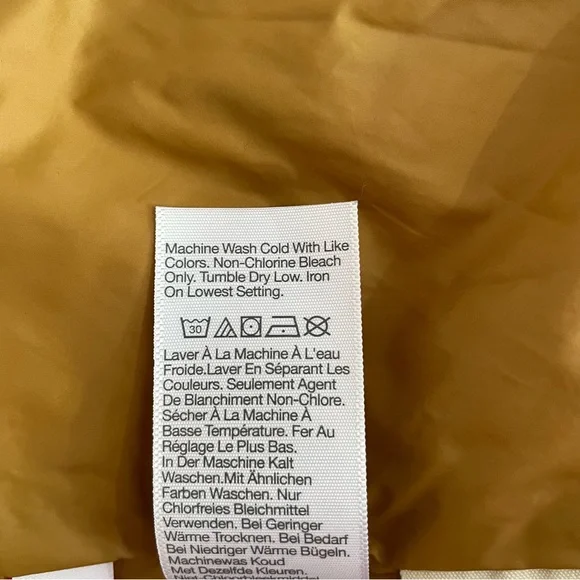 Machine Wash Cold With Like
Colors. Non-Chlorine Bleach
Only. Tumble Dry Low. Iron
On Lowest Setting.
30
Laver À La Machine À L'eau
Froide.Laver En Séparant Les
Couleurs. Seulement Agent
De Blanchiment Non-Chlore.
Sécher À La Machine À
Basse Température. Fer Au
Réglage Le Plus Bas.
In Der Maschine Kalt
Waschen.Mit Ähnlichen
Farben Waschen. Nur
Chlorfreies Bleichmittel
Verwenden. Bei Geringer
Wärme Trocknen. Bei Bedarf
Bei Niedriger Wärme Bügeln.
Machinewas Koud
Met Dezelfde Kleuren.